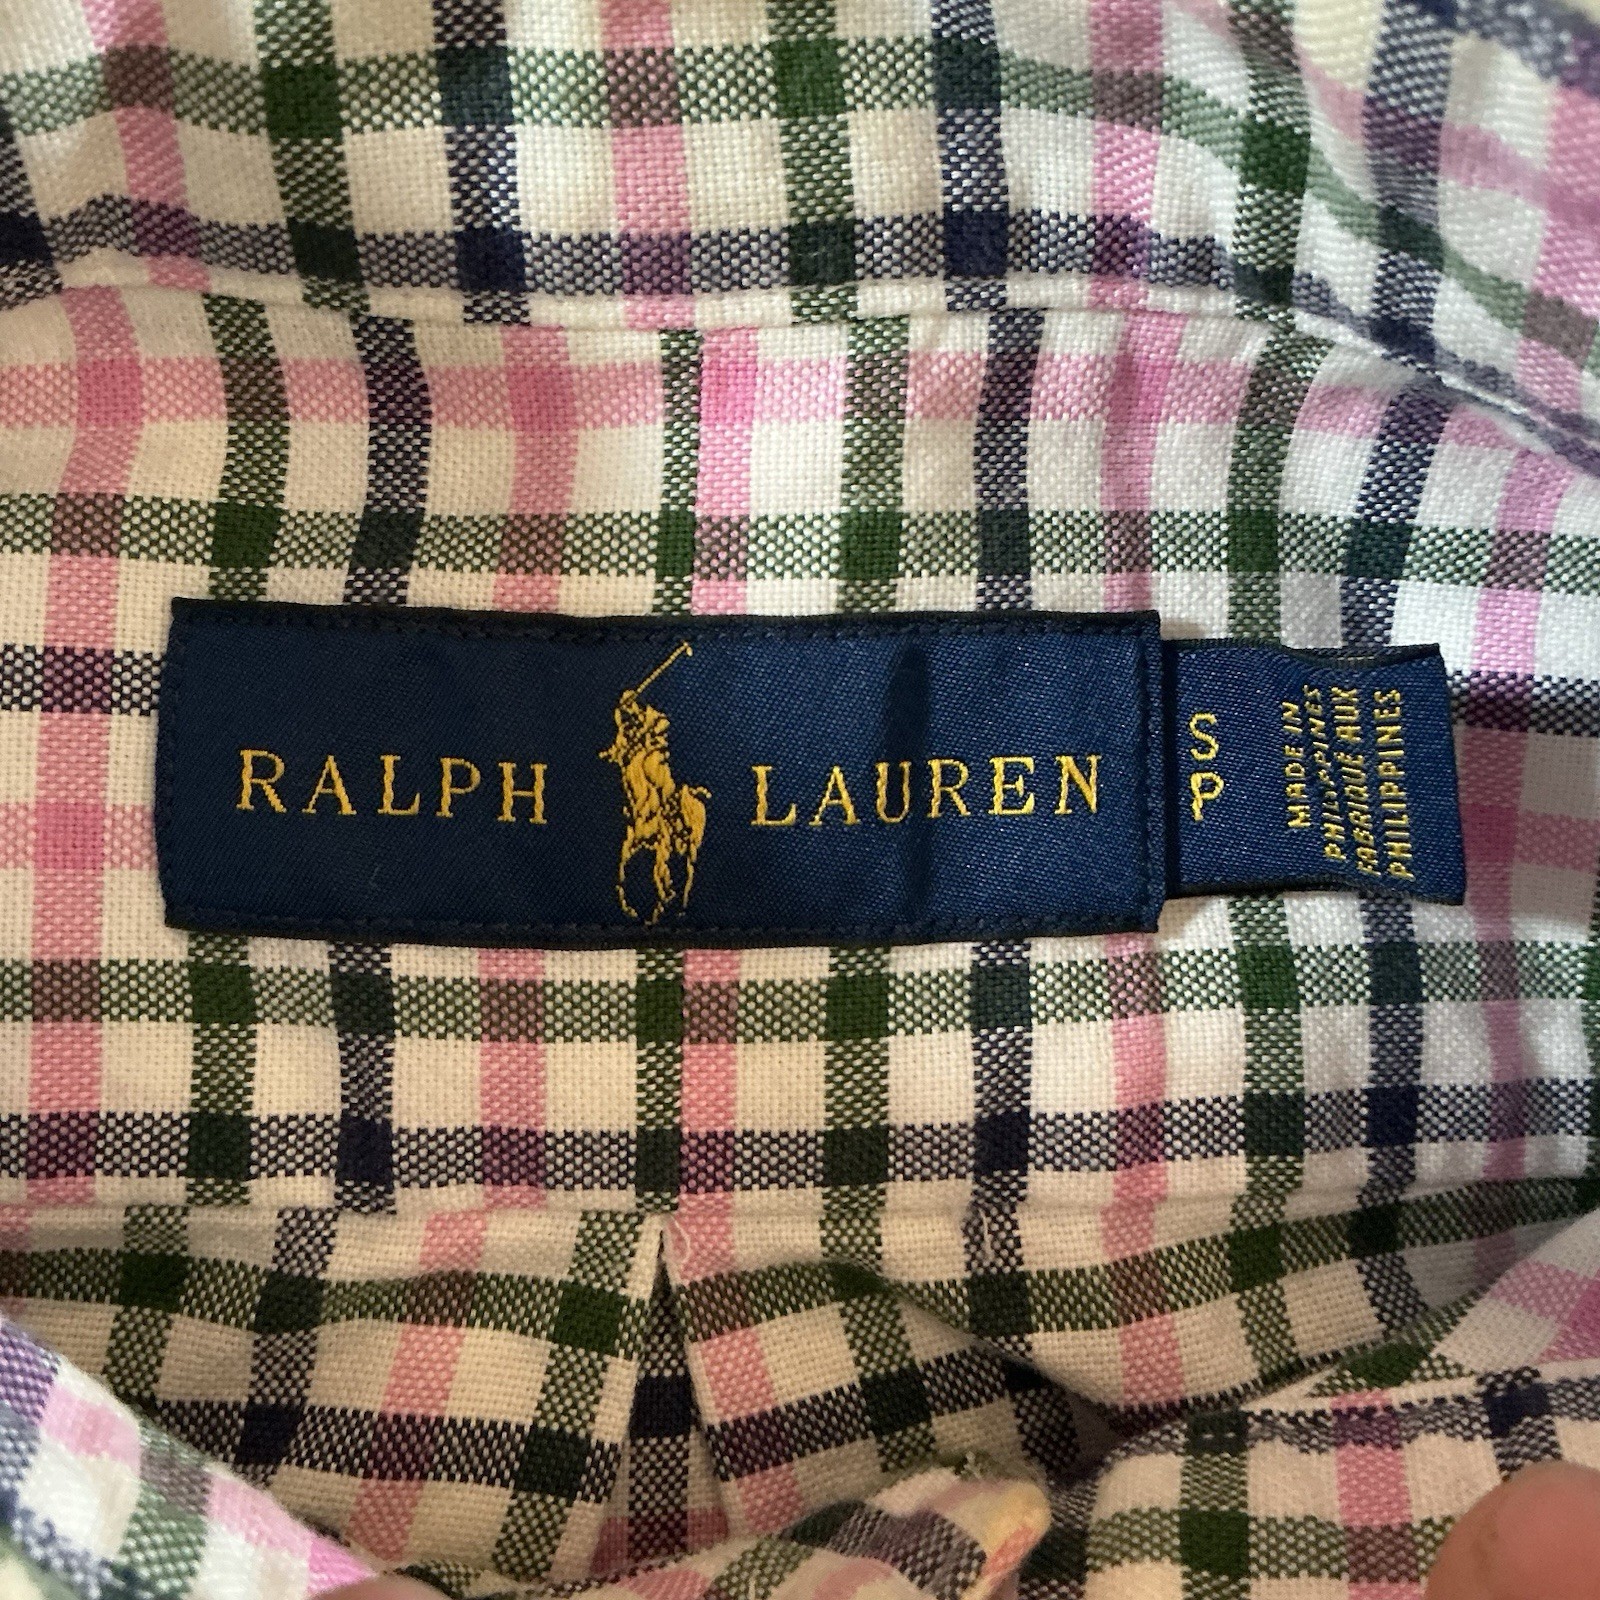 RALPH LAUREN
S
P
MADE IN
PHILIPPINES
FABRIQUÉ AUX
PHILIPPINES